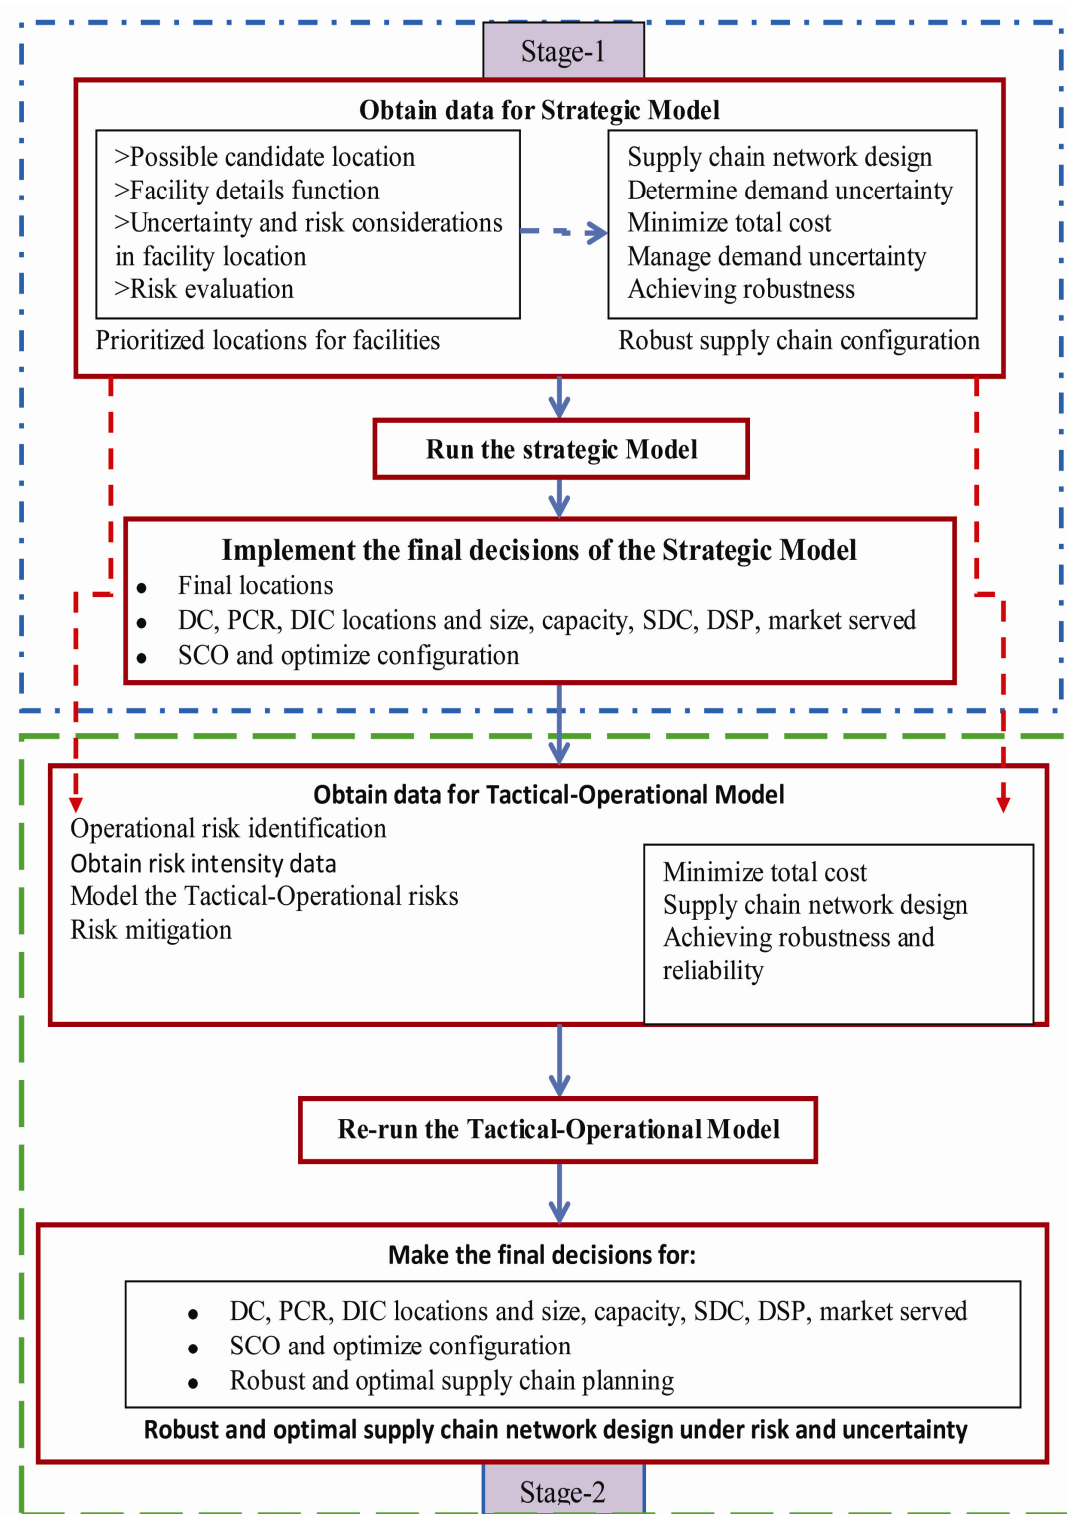 Stage-1
Obtain data for Strategic Model
>Possible candidate location
>Facility details function
>Uncertainty and risk considerations
in facility location
>Risk evaluation
Prioritized locations for facilities
Supply chain network design
Determine demand uncertainty
Minimize total cost
Manage demand uncertainty
Achieving robustness
Robust supply chain configuration
Run the strategic Model
Implement the final decisions of the Strategic Model
● Final locations
● DC, PCR, DIC locations and size, capacity, SDC, DSP, market served
● SCO and optimize configuration
Obtain data for Tactical-Operational Model
Operational risk identification
Obtain risk intensity data
Model the Tactical-Operational risks
Risk mitigation
Minimize total cost
Supply chain network design
Achieving robustness and
reliability
Re-run the Tactical-Operational Model
Make the final decisions for:
● DC, PCR, DIC locations and size, capacity, SDC, DSP, market served
● SCO and optimize configuration
● Robust and optimal supply chain planning
Robust and optimal supply chain network design under risk and uncertainty
Stage-2